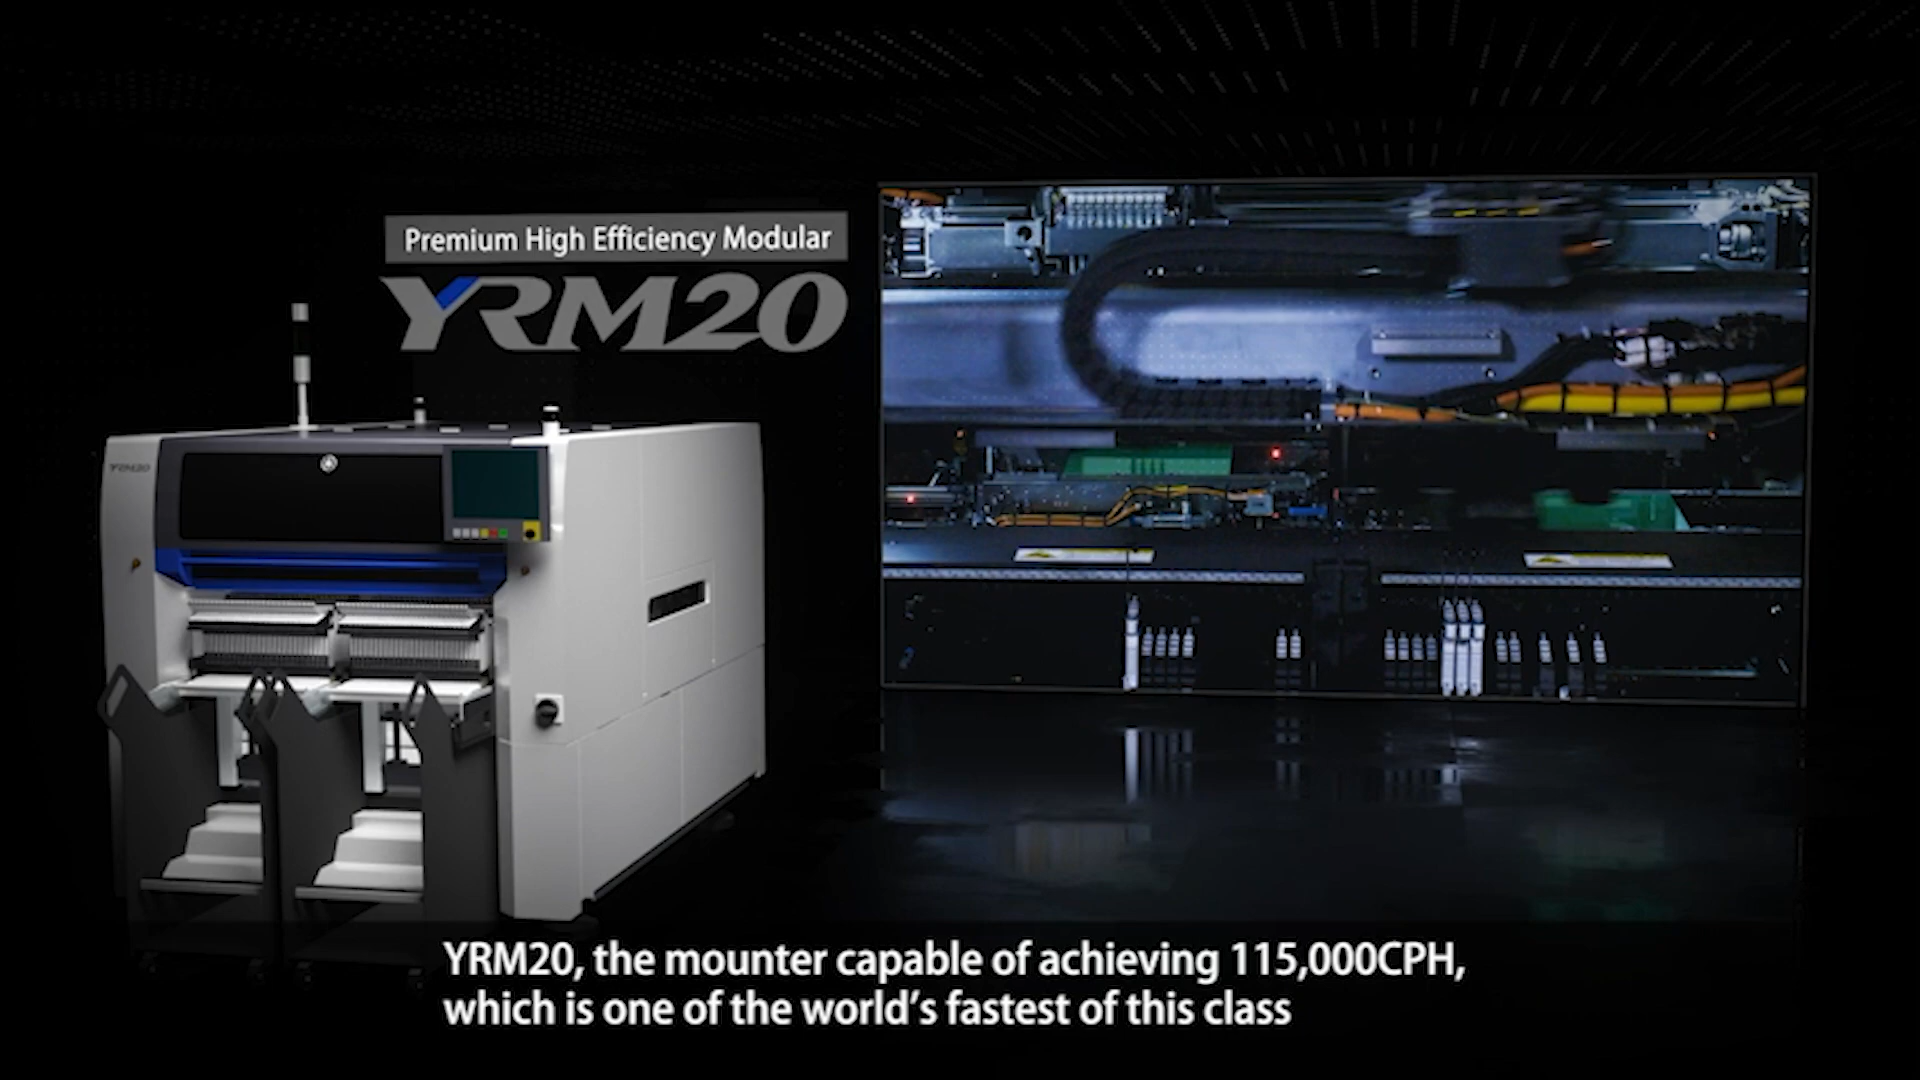 Premium High Efficiency Modular
YRM20
YRM20
YRM20, the mounter capable of achieving 115,000CPH,
which is one of the world's fastest of this class